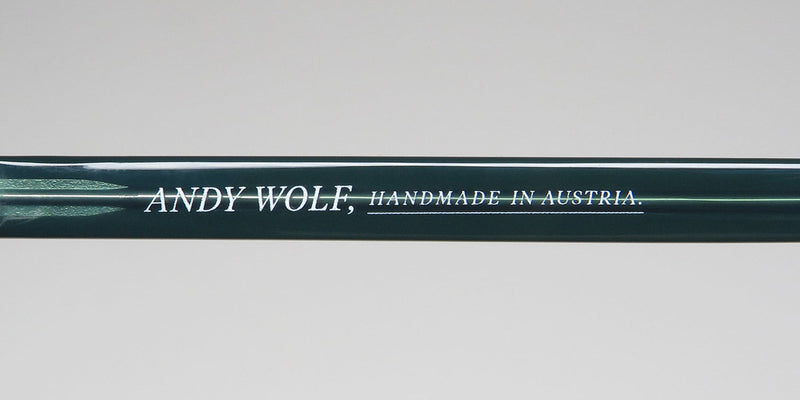 ANDY WOLF, HANDMADE IN AUSTRIA.